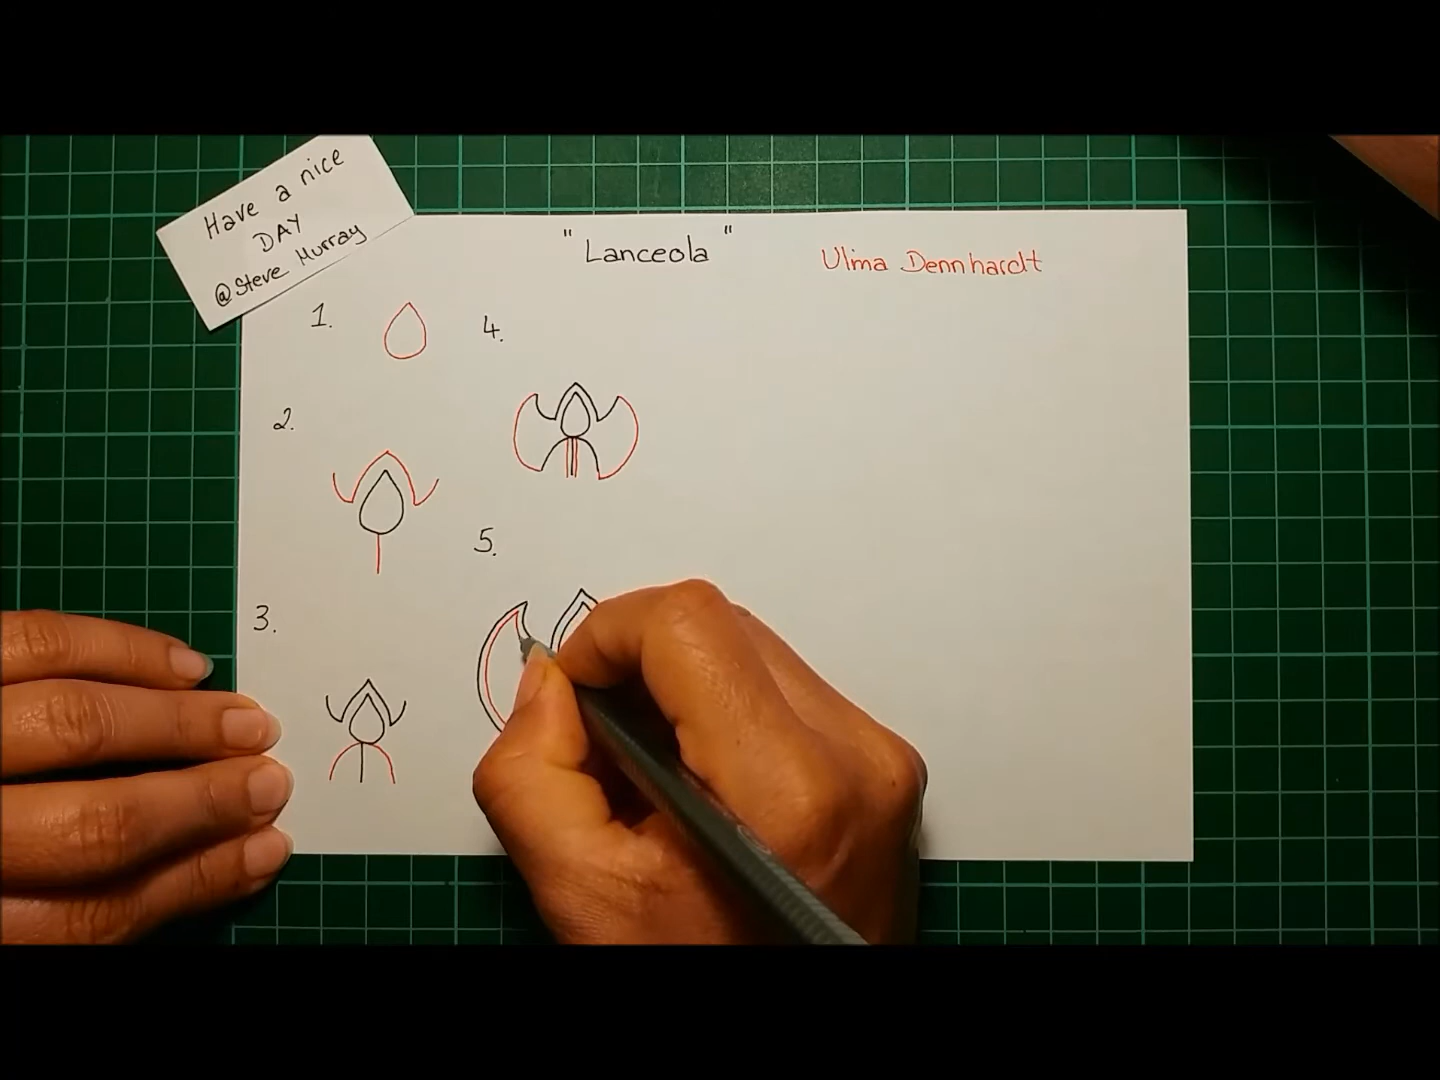 Have a nice
DAY
@Steve Murray
"Lanceola"
Ulma Dennhardt
1.
2.
3.
4.
5.